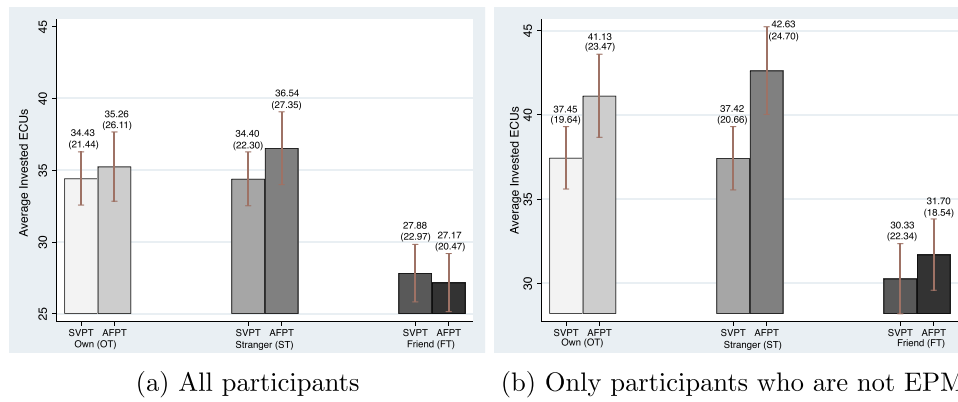 Average Invested ECUs
45
40
35
30
25
34.43
(21.44)
35.26
(26.11)
34.40
(22.30)
36.54
(27.35)
27.88
(22.97)
27.17
(20.47)
SVPT AFPT
Own (OT)
SVPT AFPT
Stranger (ST)
SVPT AFPT
Friend (FT)
(a) All participants
Average Invested ECUs
45
40
35
30
37.45
(19.64)
41.13
(23.47)
37.42
(20.66)
42.63
(24.70)
30.33
(22.34)
31.70
(18.54)
SVPT AFPT
Own (OT)
SVPT AFPT
Stranger (ST)
SVPT AFPT
Friend (FT)
(b) Only participants who are not EPM